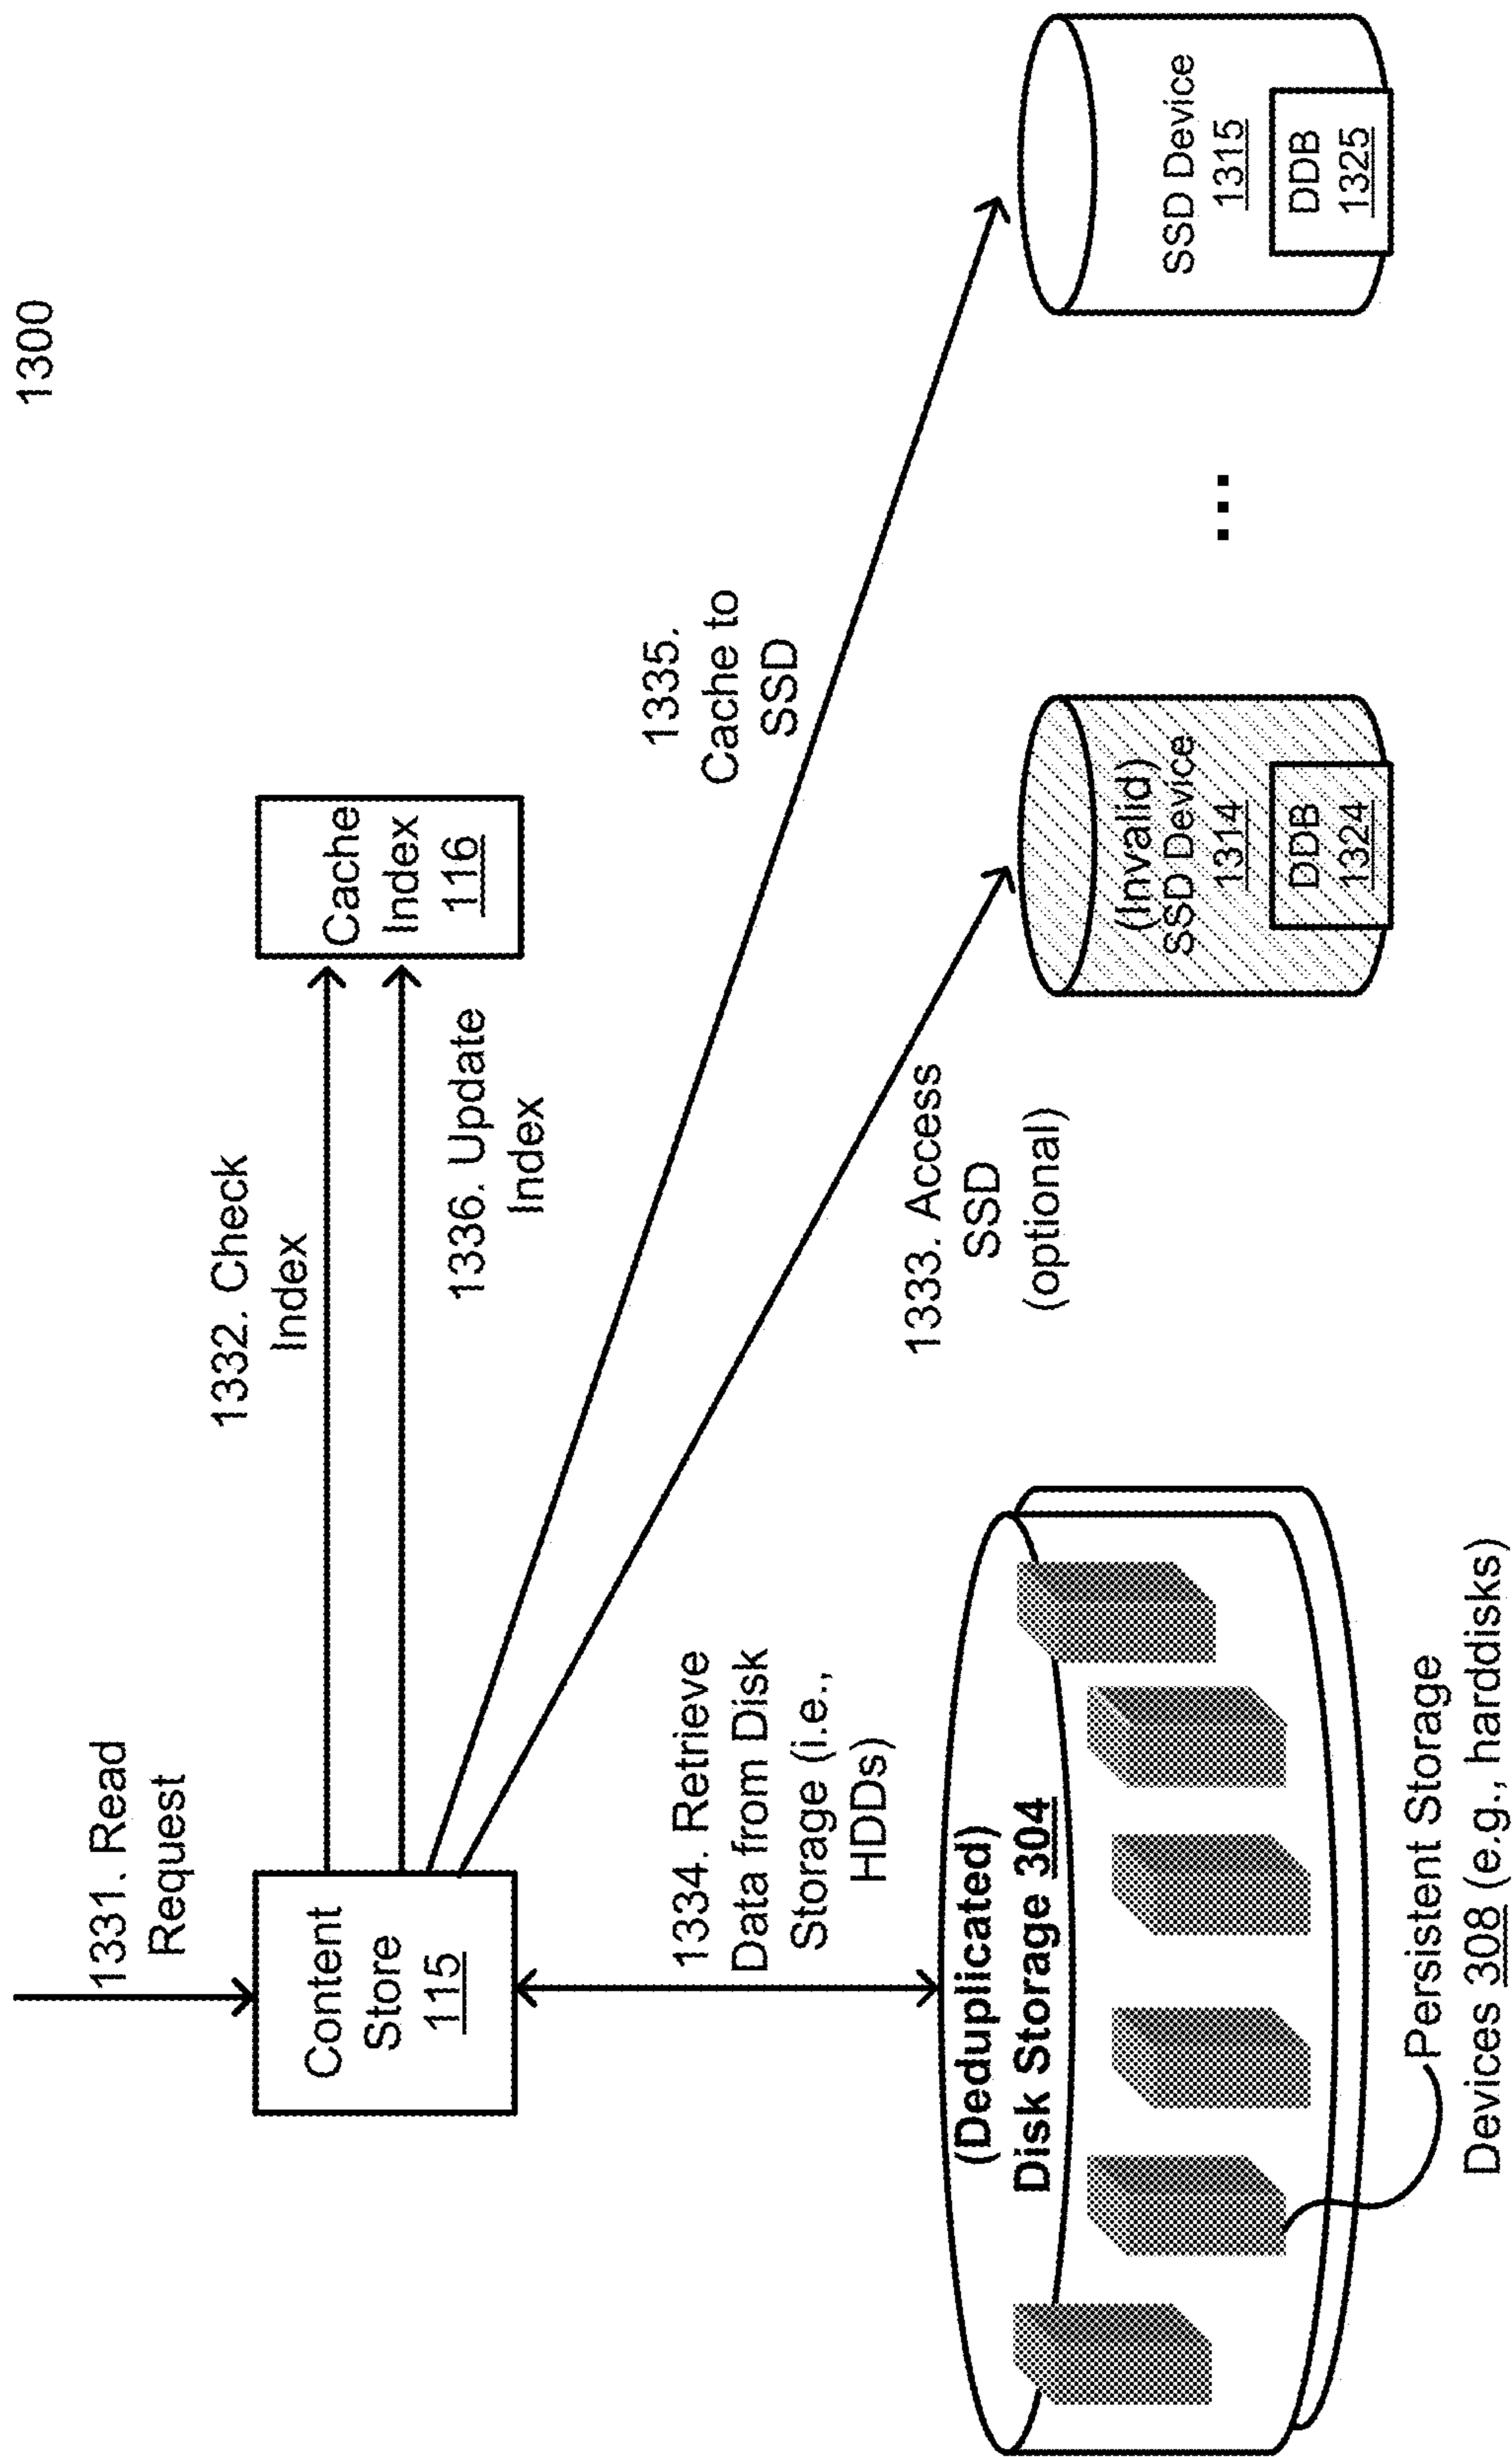 1300
1331. Read
Request
Content
Store
115
1332. Check
Index
1336. Update
Index
Cache
Index
116
1335.
Cache to
SSD
1334. Retrieve
Data from Disk
Storage (i.e.,
HDDs)
1333. Access
SSD
(optional)
(Deduplicated)
Disk Storage 304
Persistent Storage
Devices 308 (e.g., harddisks)
(Invalid)
SSD Device
1314
DDB
1324
...
SSD Device
1315
DDB
1325